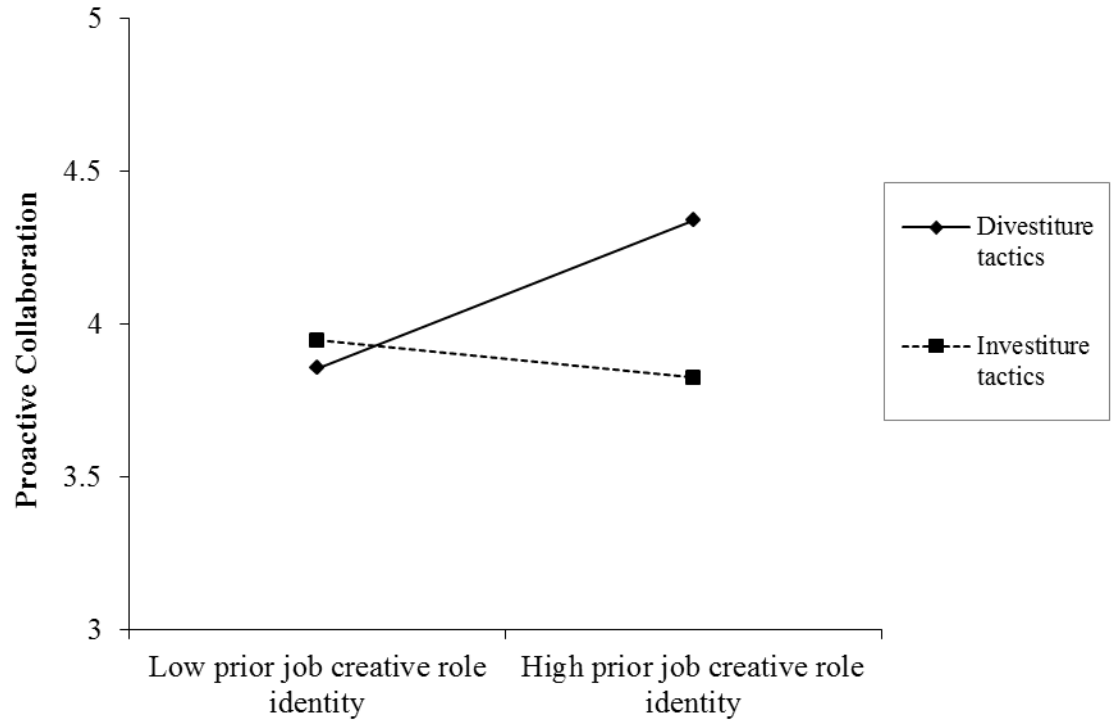 5
4.5
4
3.5
3
Proactive Collaboration
Low prior job creative role
identity
High prior job creative role
identity
Divestiture
tactics
Investiture
tactics